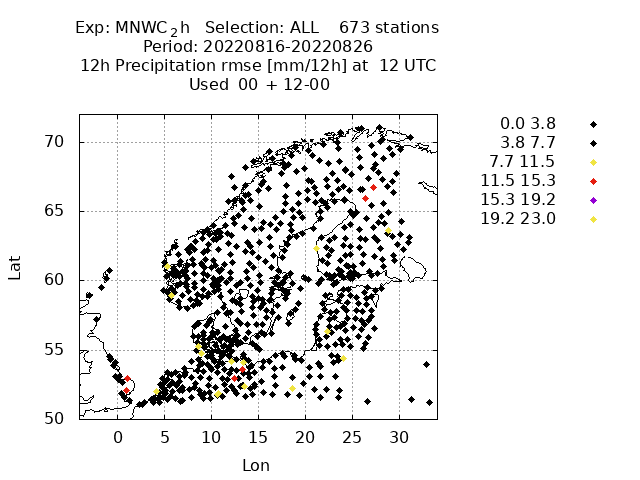 Exp: MNWC_2h   Selection: ALL    673 stations
Period: 20220816-20220826
12h Precipitation rmse [mm/12h] at  12 UTC
Used  00 + 12-00
0.0 3.8
3.8 7.7
7.7 11.5
11.5 15.3
15.3 19.2
19.2 23.0
Lat
70
65
60
55
50
0 5 10 15 20 25 30
Lon